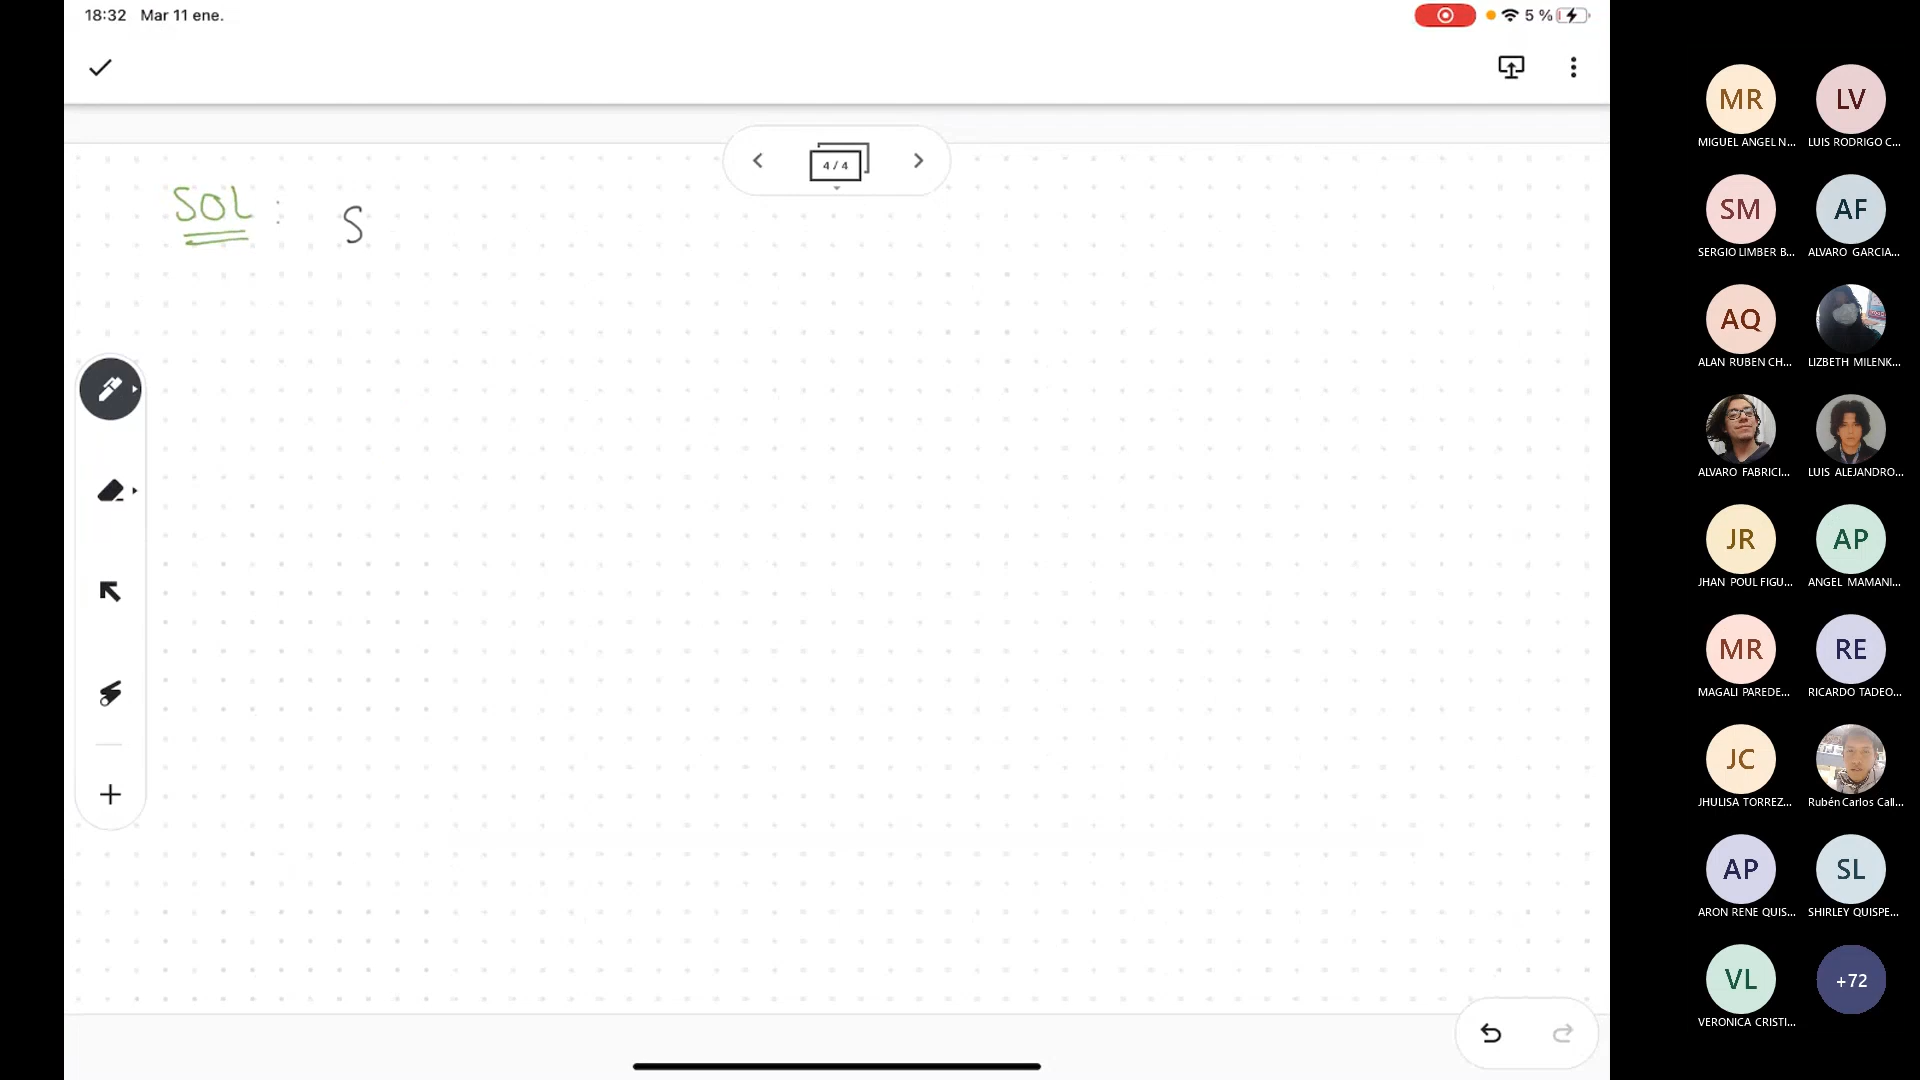 18:32 Mar 11 ene. 5 %
4 / 4
SOL : S
MR LV
MIGUEL ANGEL N... LUIS RODRIGO C...
SM AF
SERGIO LIMBER B... ALVARO GARCIA...
AQ
ALAN RUBEN CH... LIZBETH MILENK...
ALVARO FABRICI... LUIS ALEJANDRO...
JR AP
JHAN POUL FIGU... ANGEL MAMANI...
MR RE
MAGALI PAREDE... RICARDO TADEO...
JC
JHULISA TORREZ... Rubén Carlos Call...
AP SL
ARON RENE QUIS... SHIRLEY QUISPE...
VL +72
VERONICA CRISTI...